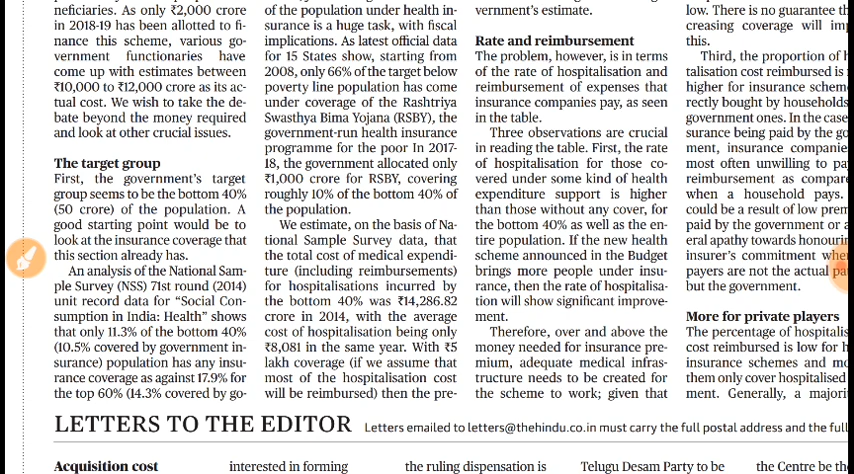 neficiaries. As only ₹2,000 crore
in 2018-19 has been allotted to fi-
nance this scheme, various go-
vernment functionaries have
come up with estimates between
₹10,000 to ₹12,000 crore as its ac-
tual cost. We wish to take the de-
bate beyond the money required
and look at other crucial issues.
The target group
First, the government's target
group seems to be the bottom 40%
(50 crore) of the population. A
good starting point would be to
look at the insurance coverage that
this section already has.
An analysis of the National Sam-
ple Survey (NSS) 71st round (2014)
unit record data for "Social Con-
sumption in India: Health" shows
that only 11.3% of the bottom 40%
(10.5% covered by government in-
surance) population has any insu-
rance coverage as against 17.9% for
the top 60% (14.3% covered by go-
of the population under health in-
surance is a huge task, with fiscal
implications. As latest official data
for 15 States show, starting from
2008, only 66% of the target below
poverty line population has come
under coverage of the Rashtriya
Swasthya Bima Yojana (RSBY), the
government-run health insurance
programme for the poor In 2017-
18, the government allocated only
₹1,000 crore for RSBY, covering
roughly 10% of the bottom 40% of
the population.
We estimate, on the basis of Na-
tional Sample Survey data, that
the total cost of medical expendi-
ture (including reimbursements)
for hospitalisations incurred by
the bottom 40% was ₹14,286.82
crore in 2014, with the average
cost of hospitalisation being only
₹8,081 in the same year. With ₹5
lakh coverage (if we assume that
most of the hospitalisation cost
will be reimbursed) then the pre-
vernment's estimate.
Rate and reimbursement
The problem, however, is in terms
of the rate of hospitalisation and
reimbursement of expenses that
insurance companies pay, as seen
in the table.
Three observations are crucial
in reading the table. First, the rate
of hospitalisation for those co-
vered under some kind of health
expenditure support is higher
than those without any cover, for
the bottom 40% as well as the en-
tire population. If the new health
scheme announced in the Budget
brings more people under insu-
rance, then the rate of hospitalisa-
tion will show significant improve-
ment.
Therefore, over and above the
money needed for insurance pre-
mium, adequate medical infras-
tructure needs to be created for
the scheme to work; given that
low. There is no guarantee
creasing coverage will
this.
Third, the proportion of
talisation cost reimbursed is
higher for insurance
rectly bought by households
government ones. In the case
surance being paid by the
ment, insurance
most often unwilling to
reimbursement as
when a household pays.
could be a result of low
paid by the government or
eral apathy towards
insurer's commitment
payers are not the actual
but the government.
More for private players
The percentage of
cost reimbursed is low for
insurance schemes and
them only cover hospitalised
ment. Generally, a
LETTERS TO THE EDITOR Letters emailed to letters@thehindu.co.in must carry the full postal address and the full
Acquisition cost
interested in forming
the ruling dispensation is
Telugu Desam Party to be
the Centre be